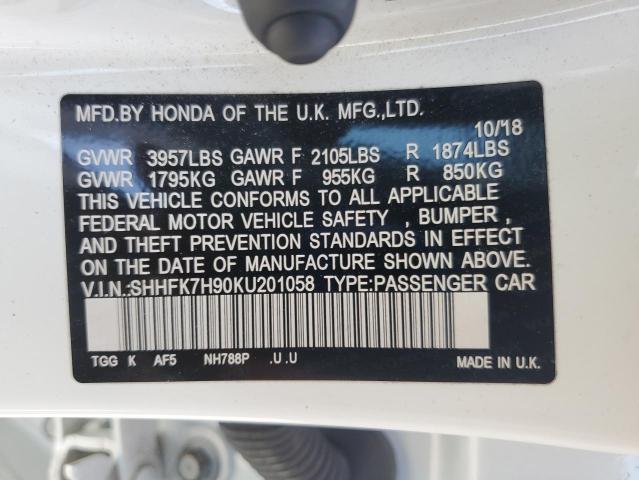 MFD.BY HONDA OF THE U.K. MFG.,LTD.
10/18
GVWR 3957LBS GAWR F 2105LBS R 1874LBS
GVWR 1795KG GAWR F 955KG R 850KG
THIS VEHICLE CONFORMS TO ALL APPLICABLE
FEDERAL MOTOR VEHICLE SAFETY , BUMPER ,
AND THEFT PREVENTION STANDARDS IN EFFECT
ON THE DATE OF MANUFACTURE SHOWN ABOVE.
V.I.N.:SHHFK7H90KU201058 TYPE:PASSENGER CAR
TGG K AF5 NH788P .U .U
MADE IN U.K.